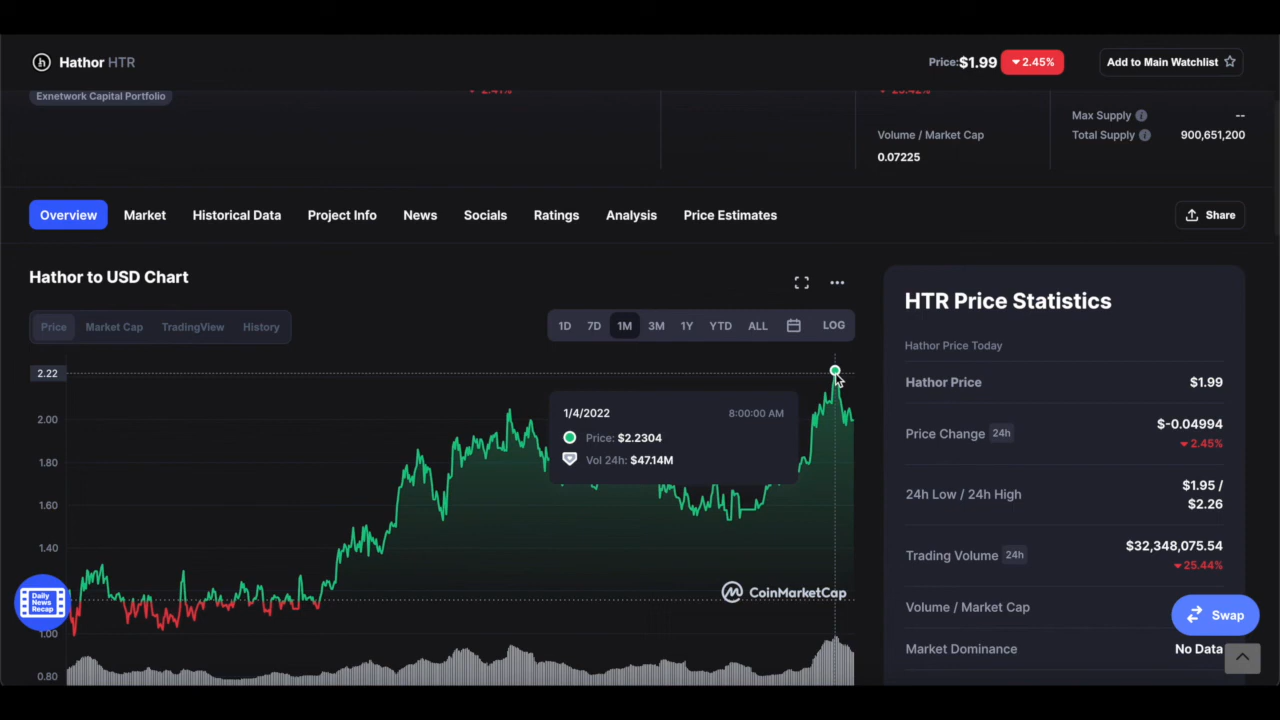 Hathor HTR
Price:$1.99 2.45%
Add to Main Watchlist
Exnetwork Capital Portfolio
2.41%
Volume / Market Cap
0.07225
Max Supply --
Total Supply 900,651,200
Overview Market Historical Data Project Info News Socials Ratings Analysis Price Estimates
Share
Hathor to USD Chart
Price Market Cap TradingView History
1D 7D 1M 3M 1Y YTD ALL LOG
2.22
2.00
1.80
1.60
1.40
1.00
0.80
1/4/2022 8:00:00 AM
Price: $2.2304
Vol 24h: $47.14M
CoinMarketCap
Daily
News
Recap
HTR Price Statistics
Hathor Price Today
Hathor Price $1.99
Price Change 24h $-0.04994
2.45%
24h Low / 24h High $1.95 /
$2.26
Trading Volume 24h $32,348,075.54
25.44%
Volume / Market Cap
Swap
Market Dominance No Data